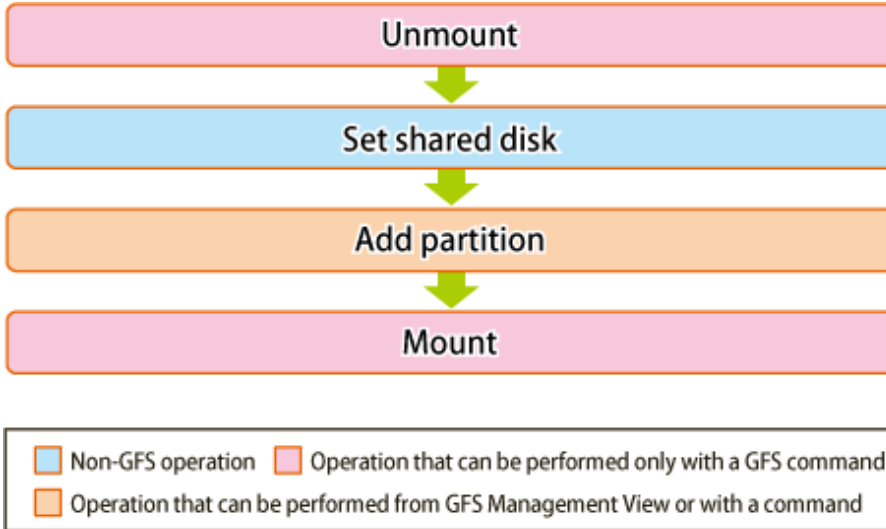 Unmount
Set shared disk
Add partition
Mount
Non-GFS operation Operation that can be performed only with a GFS command
Operation that can be performed from GFS Management View or with a command